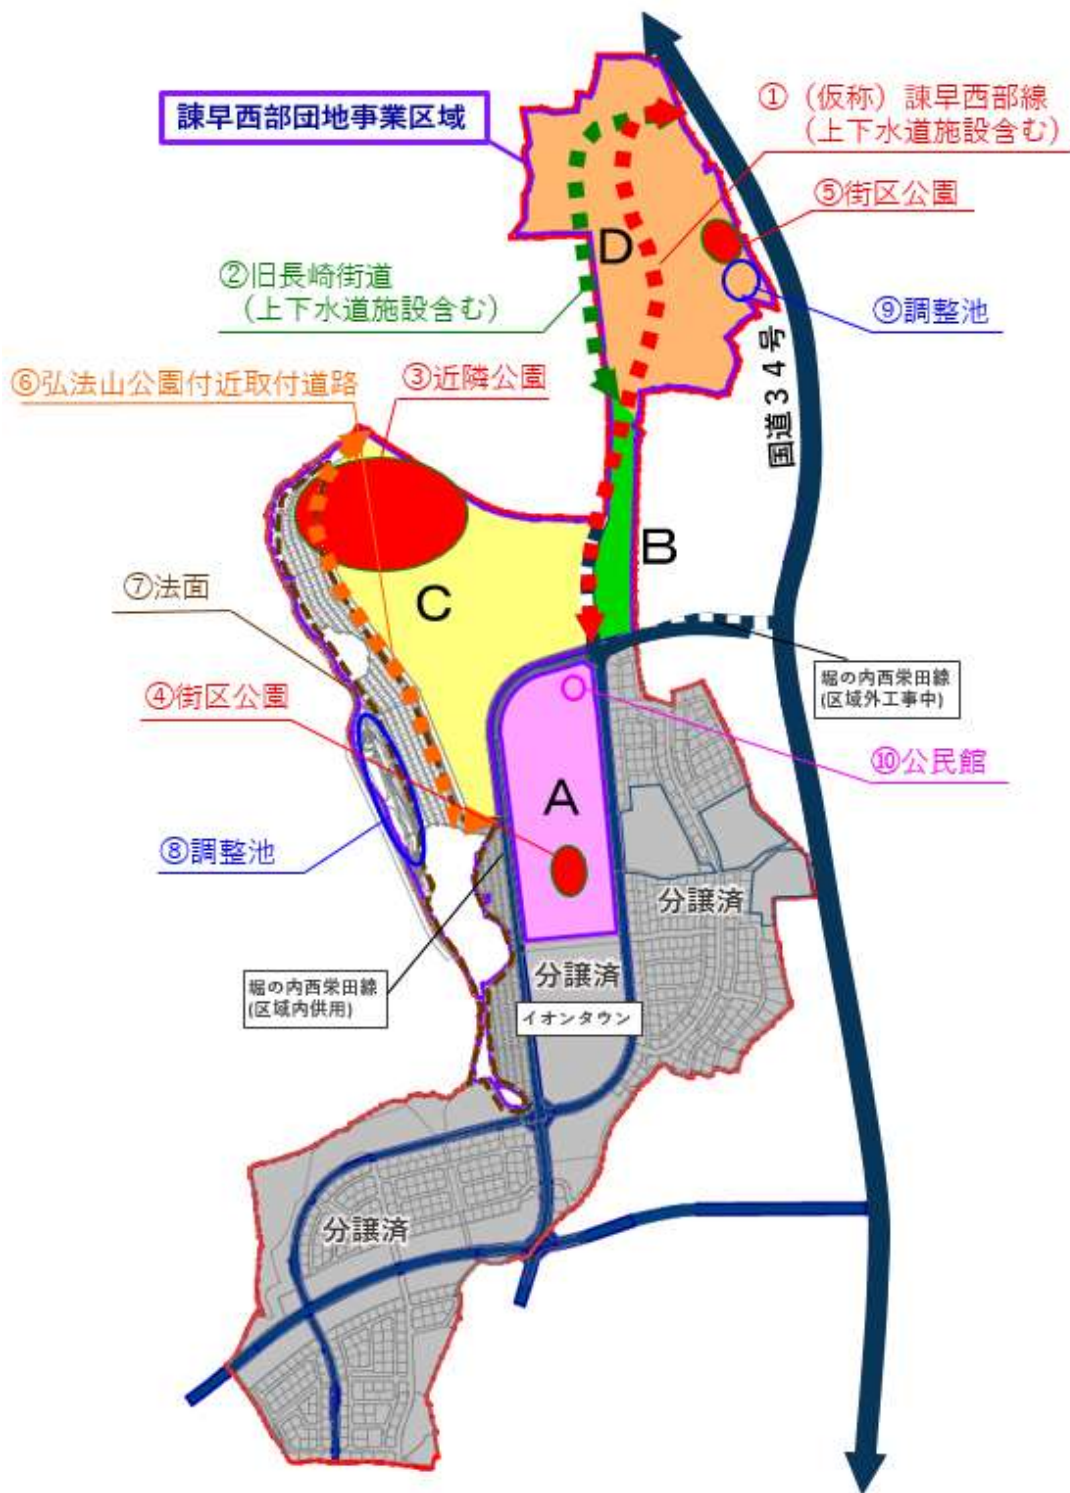 諫早西部団地事業区域
①（仮称）諫早西部線
（上下水道施設含む）
⑤街区公園
D
②旧長崎街道
（上下水道施設含む）
⑨調整池
国道34号
⑥弘法山公園付近取付道路
③近隣公園
B
C
⑦法面
堀の内西栄田線
(区域外工事中)
④街区公園
⑩公民館
A
⑧調整池
分譲済
分譲済
堀の内西栄田線
(区域内供用)
イオンタウン
分譲済